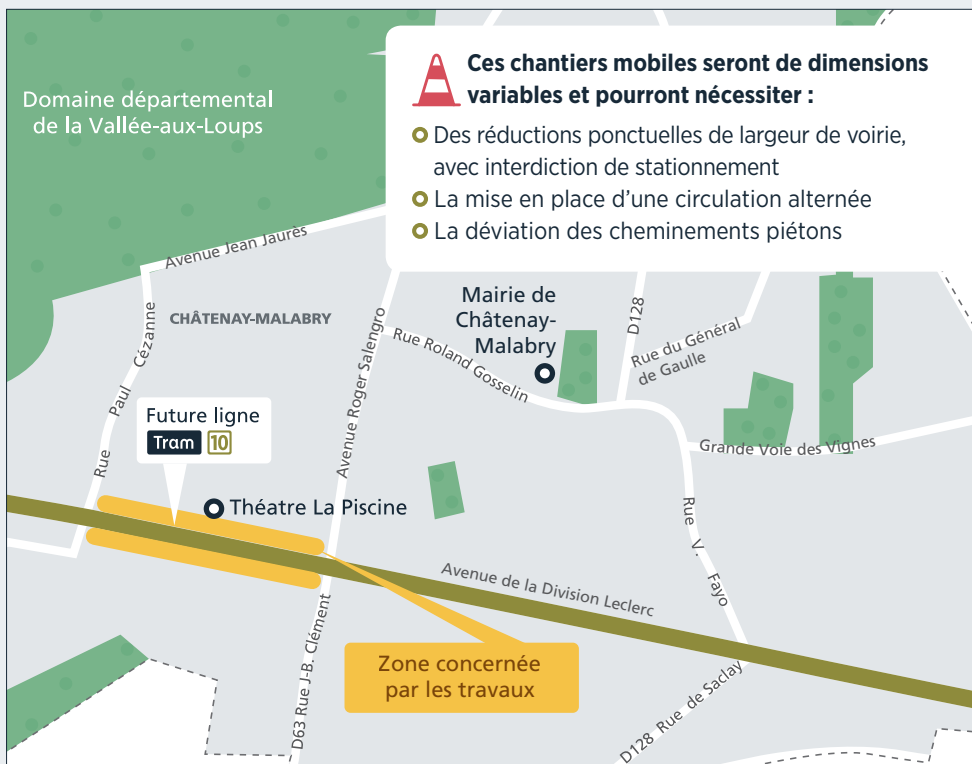 Ces chantiers mobiles seront de dimensions
variables et pourront nécessiter :
Des réductions ponctuelles de largeur de voirie,
avec interdiction de stationnement
La mise en place d'une circulation alternée
La déviation des cheminements piétons
Domaine départemental
de la Vallée-aux-Loups
Avenue Jean Jaurès
CHÂTENAY-MALABRY
Rue Paul Cézanne
Avenue Roger Salengro
Mairie de
Châtenay-
Malabry
Rue Roland Gosselin
D128
Rue du Général
de Gaulle
Grande Voie des Vignes
Future ligne
Tram 10
Théatre La Piscine
Rue V. Fayo
Avenue de la Division Leclerc
Zone concernée
par les travaux
D63 Rue J-B. Clément
D128 Rue de Saclay